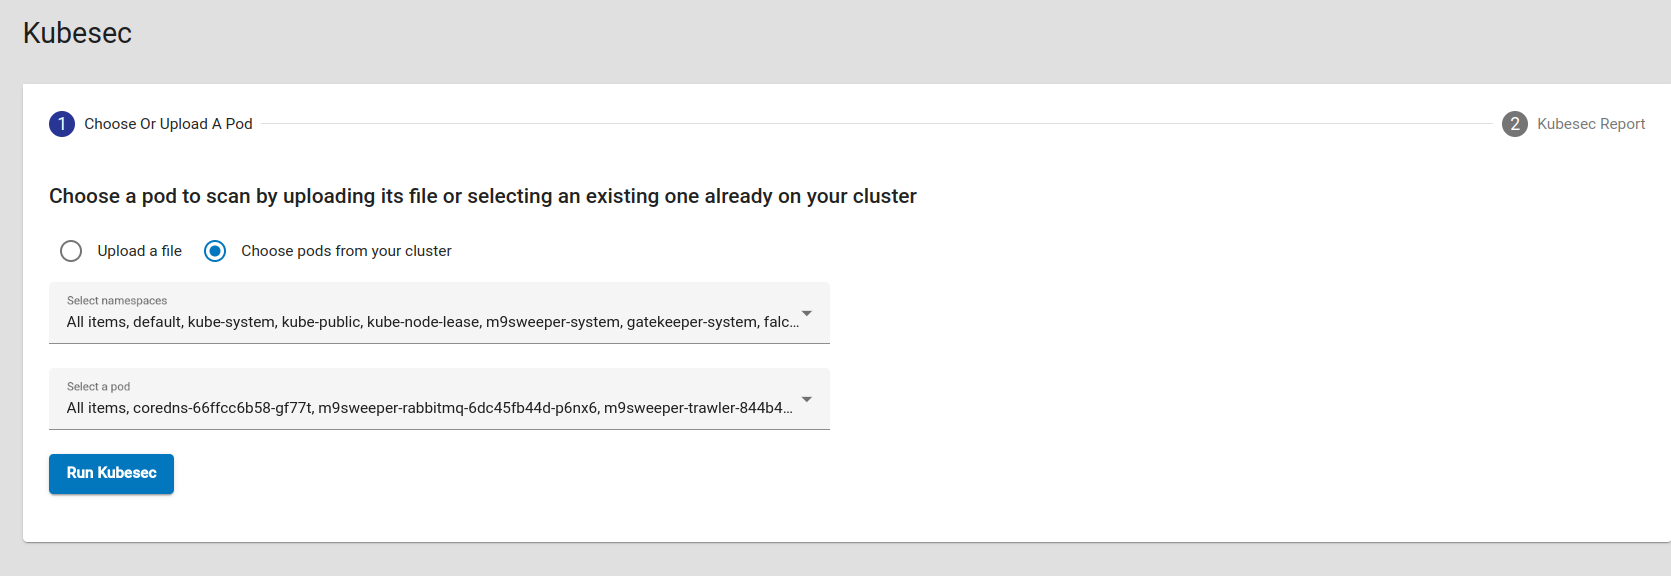 Kubesec
1 Choose Or Upload A Pod 2 Kubesec Report
Choose a pod to scan by uploading its file or selecting an existing one already on your cluster
Upload a file Choose pods from your cluster
Select namespaces
All items, default, kube-system, kube-public, kube-node-lease, m9sweeper-system, gatekeeper-system, falc...
Select a pod
All items, coredns-66ffcc6b58-gf77t, m9sweeper-rabbitmq-6dc45fb44d-p6nx6, m9sweeper-trawler-844b4...
Run Kubesec